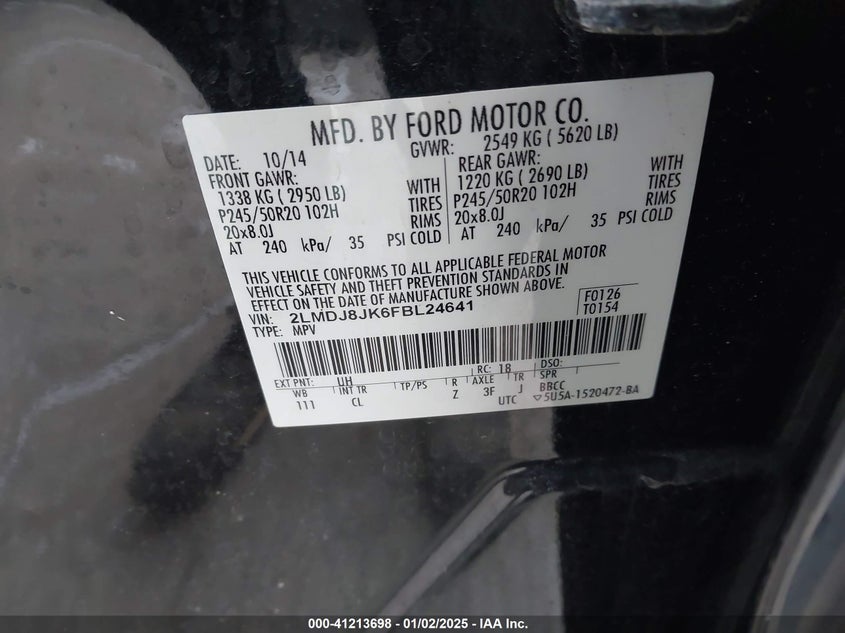 MFD. BY FORD MOTOR CO.
DATE: 10/14 GVWR: 2549 KG ( 5620 LB)
FRONT GAWR: REAR GAWR:
1338 KG ( 2950 LB) WITH 1220 KG ( 2690 LB) WITH
P245/50R20 102H TIRES P245/50R20 102H TIRES
20x8.0J RIMS 20x8.0J RIMS
AT 240 kPa/ 35 PSI COLD AT 240 kPa/ 35 PSI COLD
THIS VEHICLE CONFORMS TO ALL APPLICABLE FEDERAL MOTOR
VEHICLE SAFETY AND THEFT PREVENTION STANDARDS IN
EFFECT ON THE DATE OF MANUFACTURE SHOWN ABOVE.
VIN: 2LMDJ8JK6FBL24641 F0126
TYPE: MPV T0154
EXT PNT: UH RC: 18 DSO:
WB INT TR TP/PS R AXLE TR SPR
111 CL Z 3F J BBCC
UTC ▽5U5A-1520472-BA
000-41213698 - 01/02/2025 - IAA Inc.